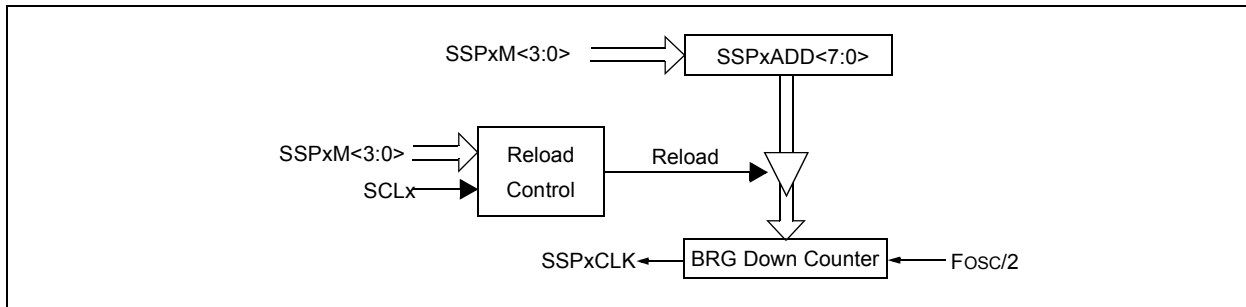 SSPxM<3:0>
SSPxADD<7:0>
SSPxM<3:0>
SCLx
Reload
Control
Reload
SSPxCLK
BRG Down Counter
FOSC/2